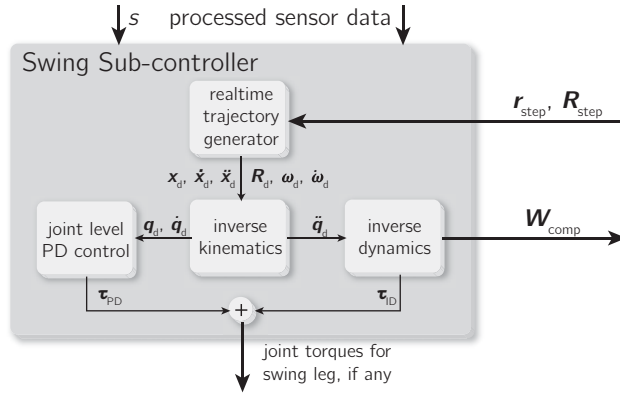 s processed sensor data
Swing Sub-controller
realtime
trajectory
generator
r_step, R_step
x_d, ẋ_d, ẍ_d R_d, ω_d, ω̇_d
joint level
PD control
q_d, q̇_d
inverse
kinematics
q̈_d
inverse
dynamics
W_comp
τ_PD
τ_ID
+
joint torques for
swing leg, if any